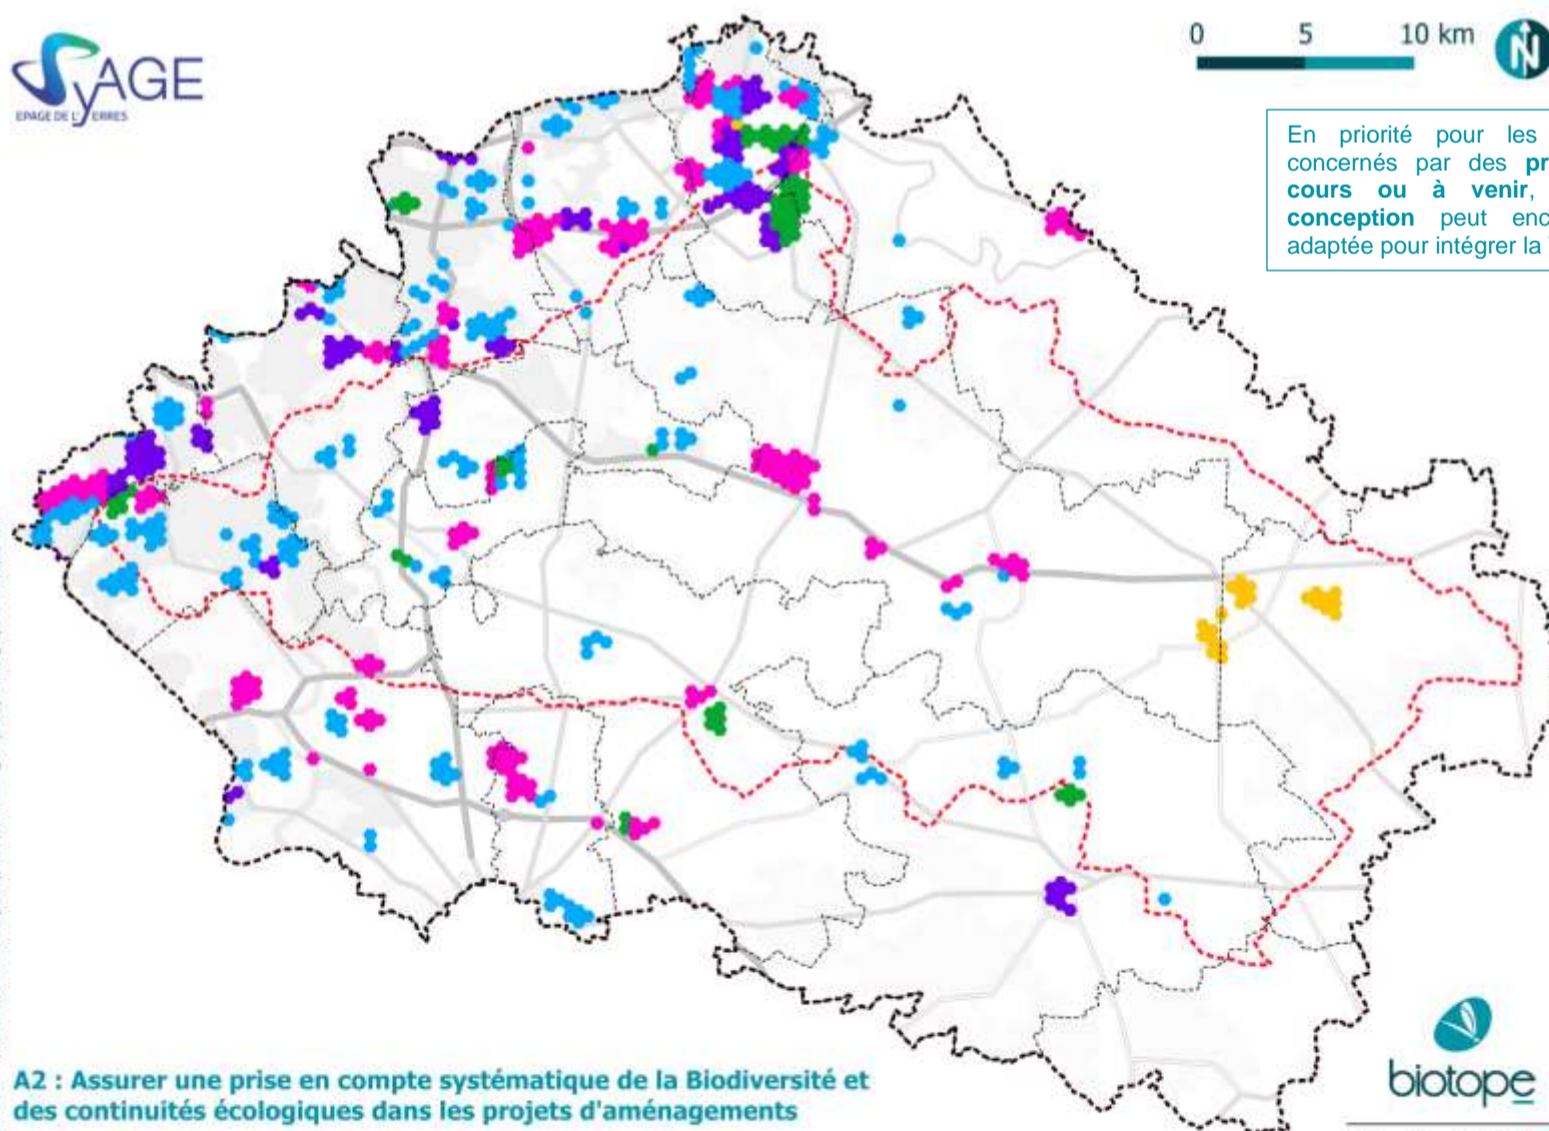 SyAGE
EPAGE DE L'YERRES
0 5 10 km
N
En priorité pour les
concernés par des pr
cours ou à venir,
conception peut enc
adaptée pour intégrer la
A2 : Assurer une prise en compte systématique de la Biodiversité et
des continuités écologiques dans les projets d'aménagements
biotope